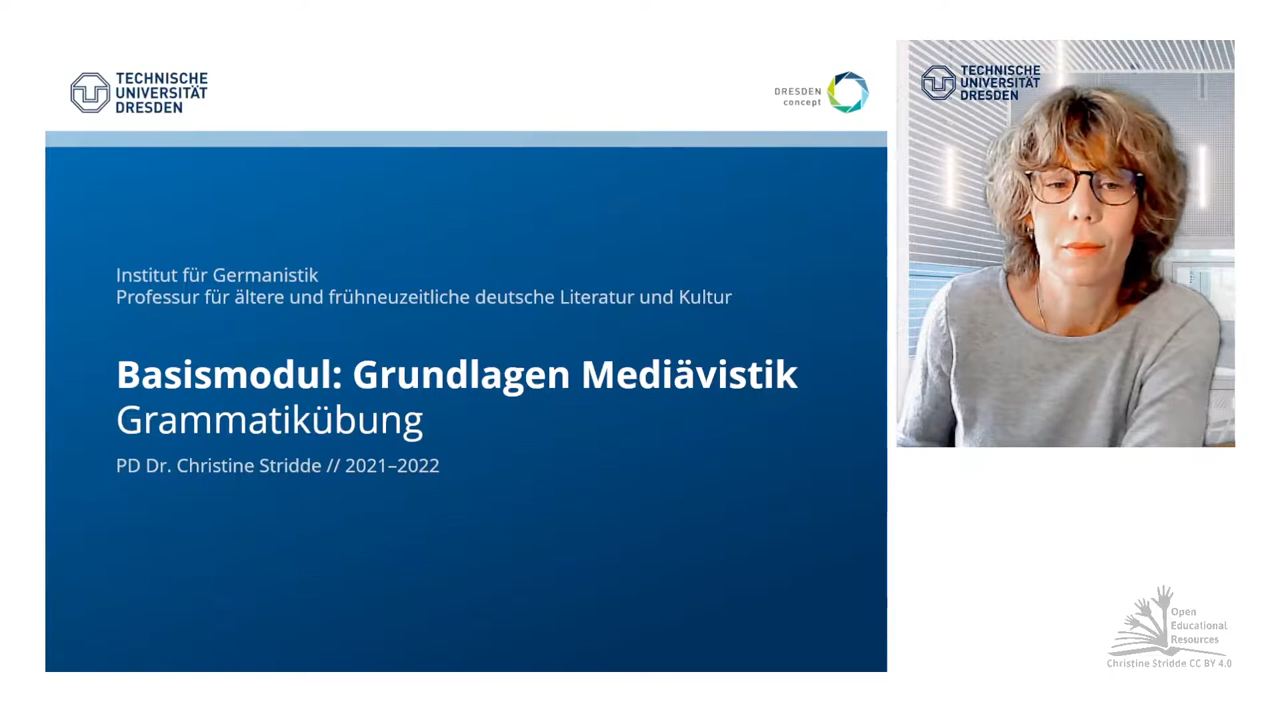 TECHNISCHE
UNIVERSITÄT
DRESDEN
DRESDEN
concept
Institut für Germanistik
Professur für ältere und frühneuzeitliche deutsche Literatur und Kultur
Basismodul: Grundlagen Mediävistik
Grammatikübung
PD Dr. Christine Stridde // 2021–2022
TECHNISCHE
UNIVERSITÄT
DRESDEN
Open
Educational
Resources
Christine Stridde CC BY 4.0